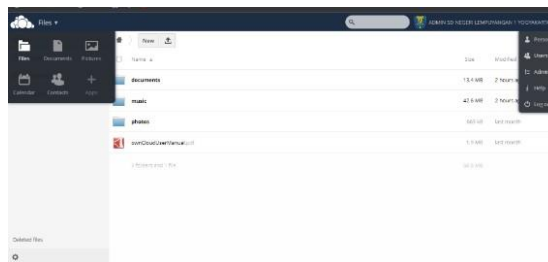 Files
ADMIN SD NEGERI LEMPUYANGAN 1 YOGYAKARTA
Files Documents Pictures
Calendar Contacts Apps
New
Name Size Modified
documents 13.4 MB 2 hours
music 42.6 MB 2 hours
photos last month
ownCloudUserManual.pdf last month
Users
Help
Log
Deleted files